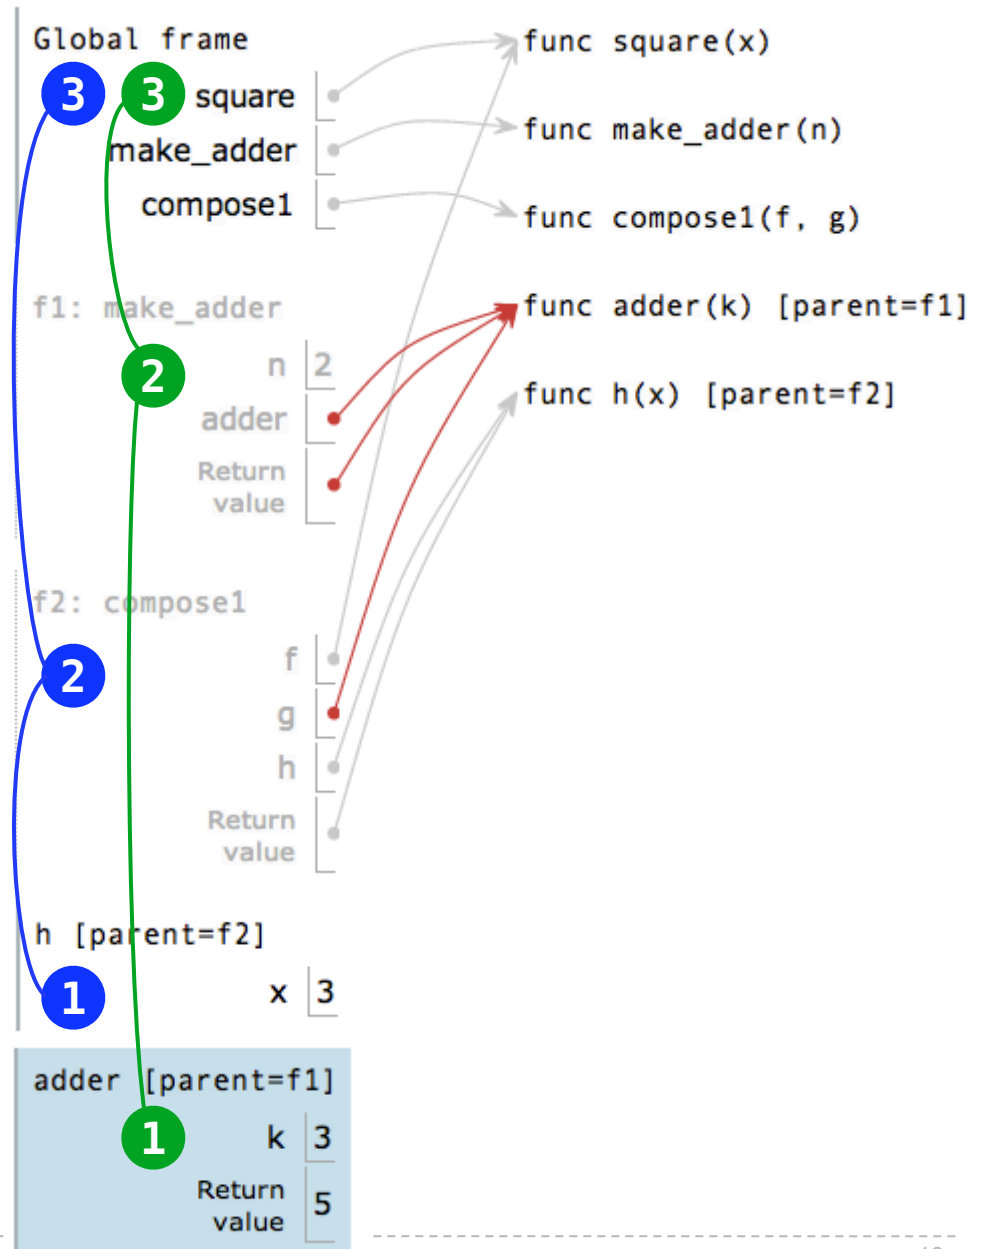 Global frame
3 3 square
make_adder
compose1
func square(x)
func make_adder(n)
func compose1(f, g)
func adder(k) [parent=f1]
func h(x) [parent=f2]
f1: make_adder
n 2
2
adder
Return
value
f2: compose1
f
2
g
h
Return
value
h [parent=f2]
1 x 3
adder [parent=f1]
1 k 3
Return
value
5